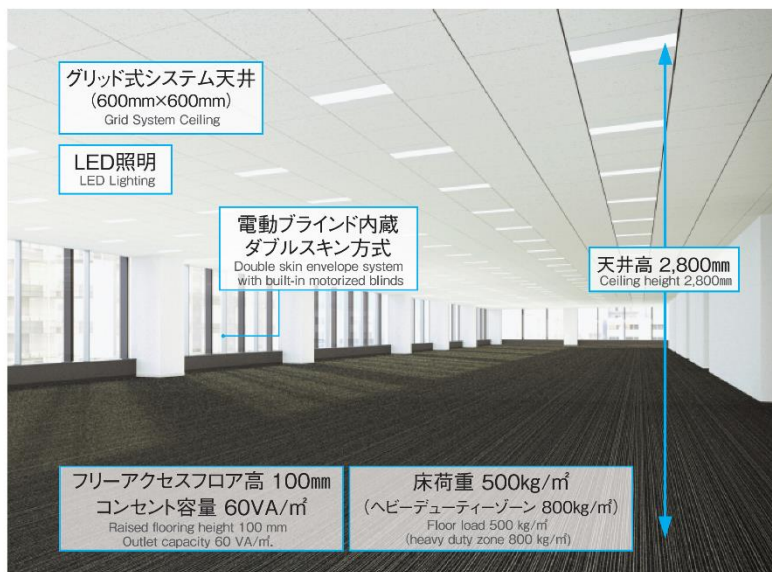 グリッド式システム天井
(600mm×600mm)
Grid System Ceiling
LED照明
LED Lighting
電動ブラインド内蔵
ダブルスキン方式
Double skin envelope system
with built-in motorized blinds
天井高 2,800㎜
Ceiling height 2,800㎜
フリーアクセスフロア高 100㎜
コンセント容量 60VA/㎡
Raised flooring height 100 mm
Outlet capacity 60 VA/㎡.
床荷重 500kg/㎡
(ヘビーデューティーゾーン 800kg/㎡)
Floor load 500 kg/㎡
(heavy duty zone 800 kg/㎡)